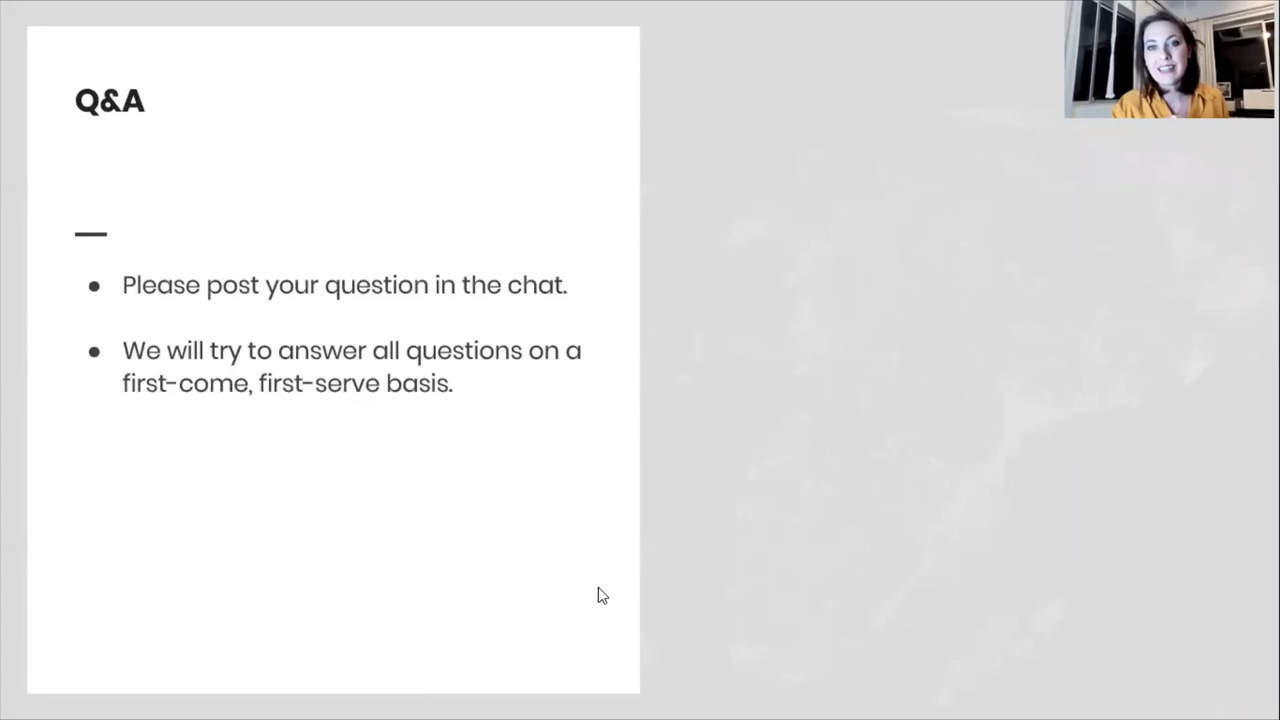 Q&A
Please post your question in the chat.
We will try to answer all questions on a
first-come, first-serve basis.